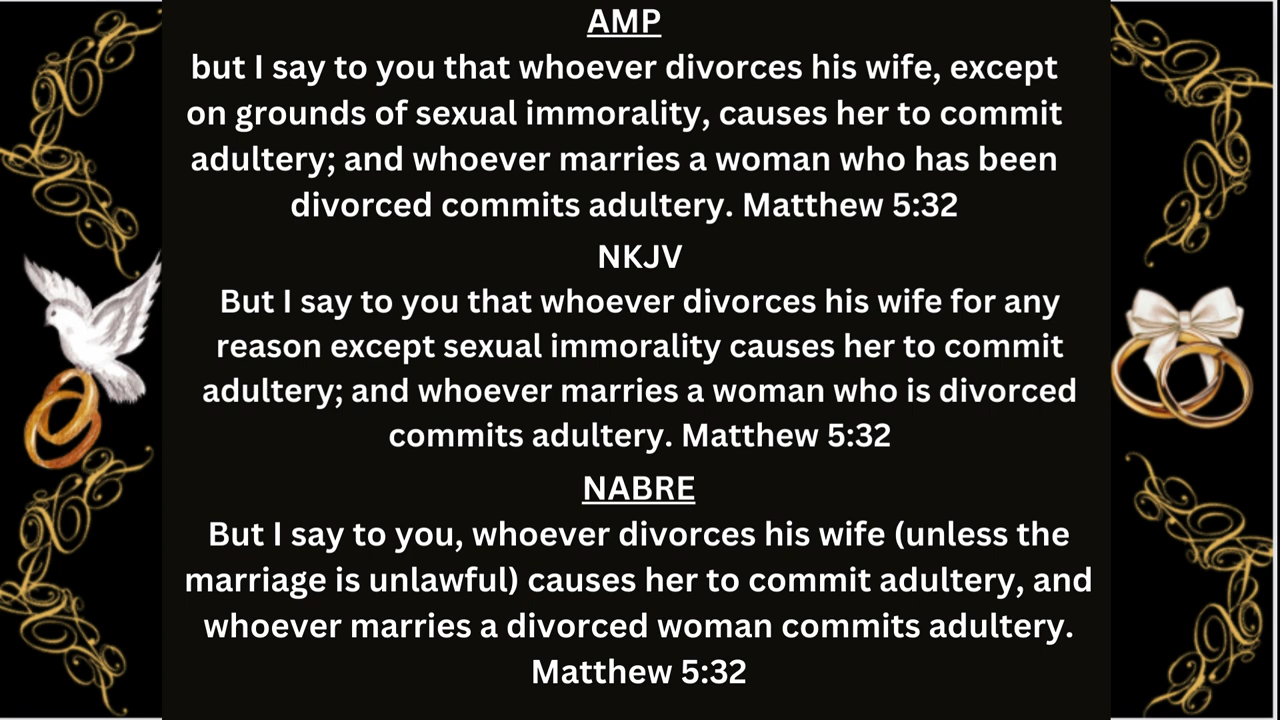 AMP
but I say to you that whoever divorces his wife, except
on grounds of sexual immorality, causes her to commit
adultery; and whoever marries a woman who has been
divorced commits adultery. Matthew 5:32
NKJV
But I say to you that whoever divorces his wife for any
reason except sexual immorality causes her to commit
adultery; and whoever marries a woman who is divorced
commits adultery. Matthew 5:32
NABRE
But I say to you, whoever divorces his wife (unless the
marriage is unlawful) causes her to commit adultery, and
whoever marries a divorced woman commits adultery.
Matthew 5:32